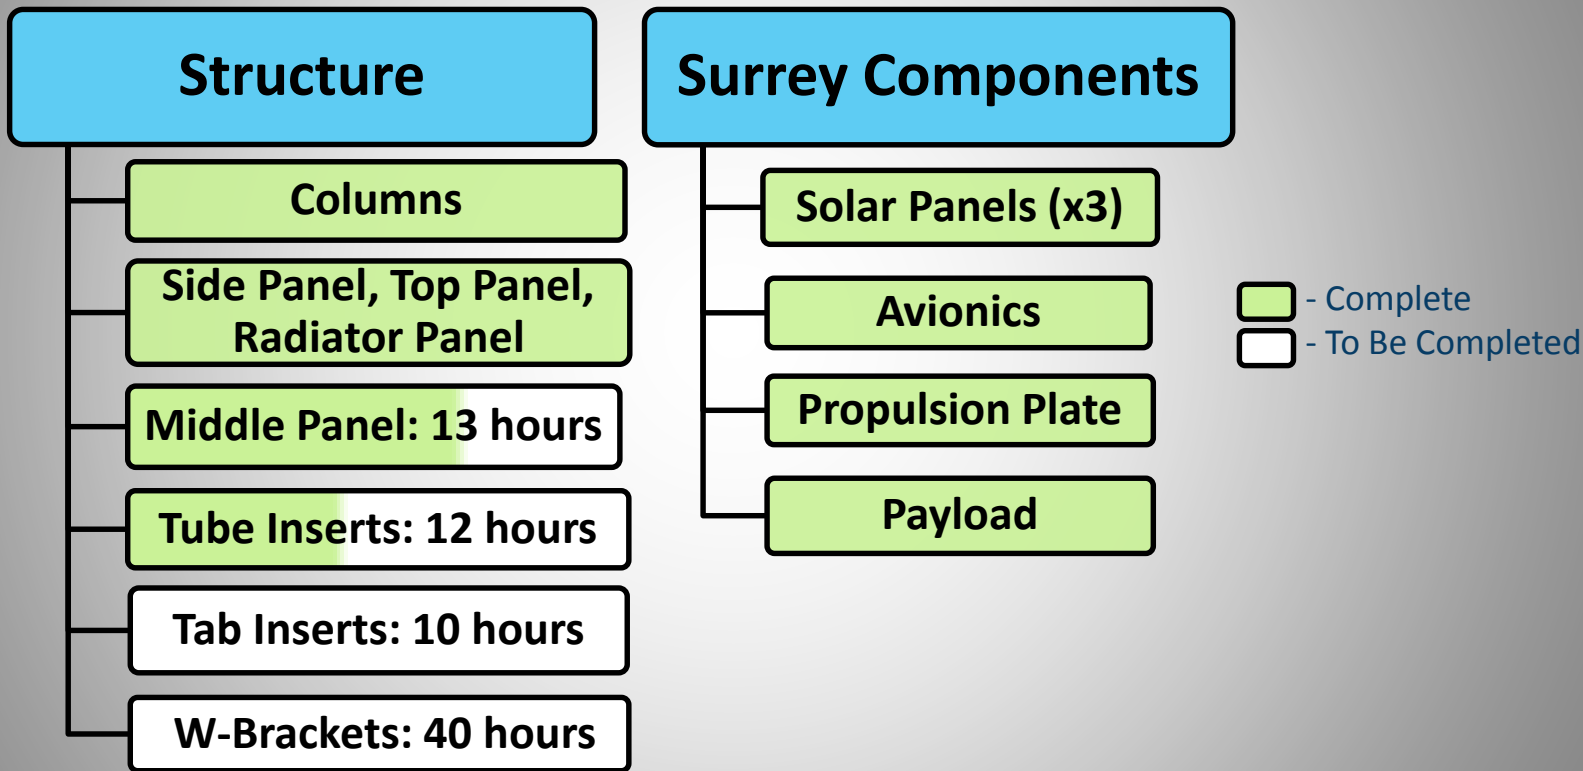 Structure
Columns
Side Panel, Top Panel,
Radiator Panel
Middle Panel: 13 hours
Tube Inserts: 12 hours
Tab Inserts: 10 hours
W-Brackets: 40 hours
Surrey Components
Solar Panels (x3)
Avionics
Propulsion Plate
Payload
- Complete
- To Be Completed